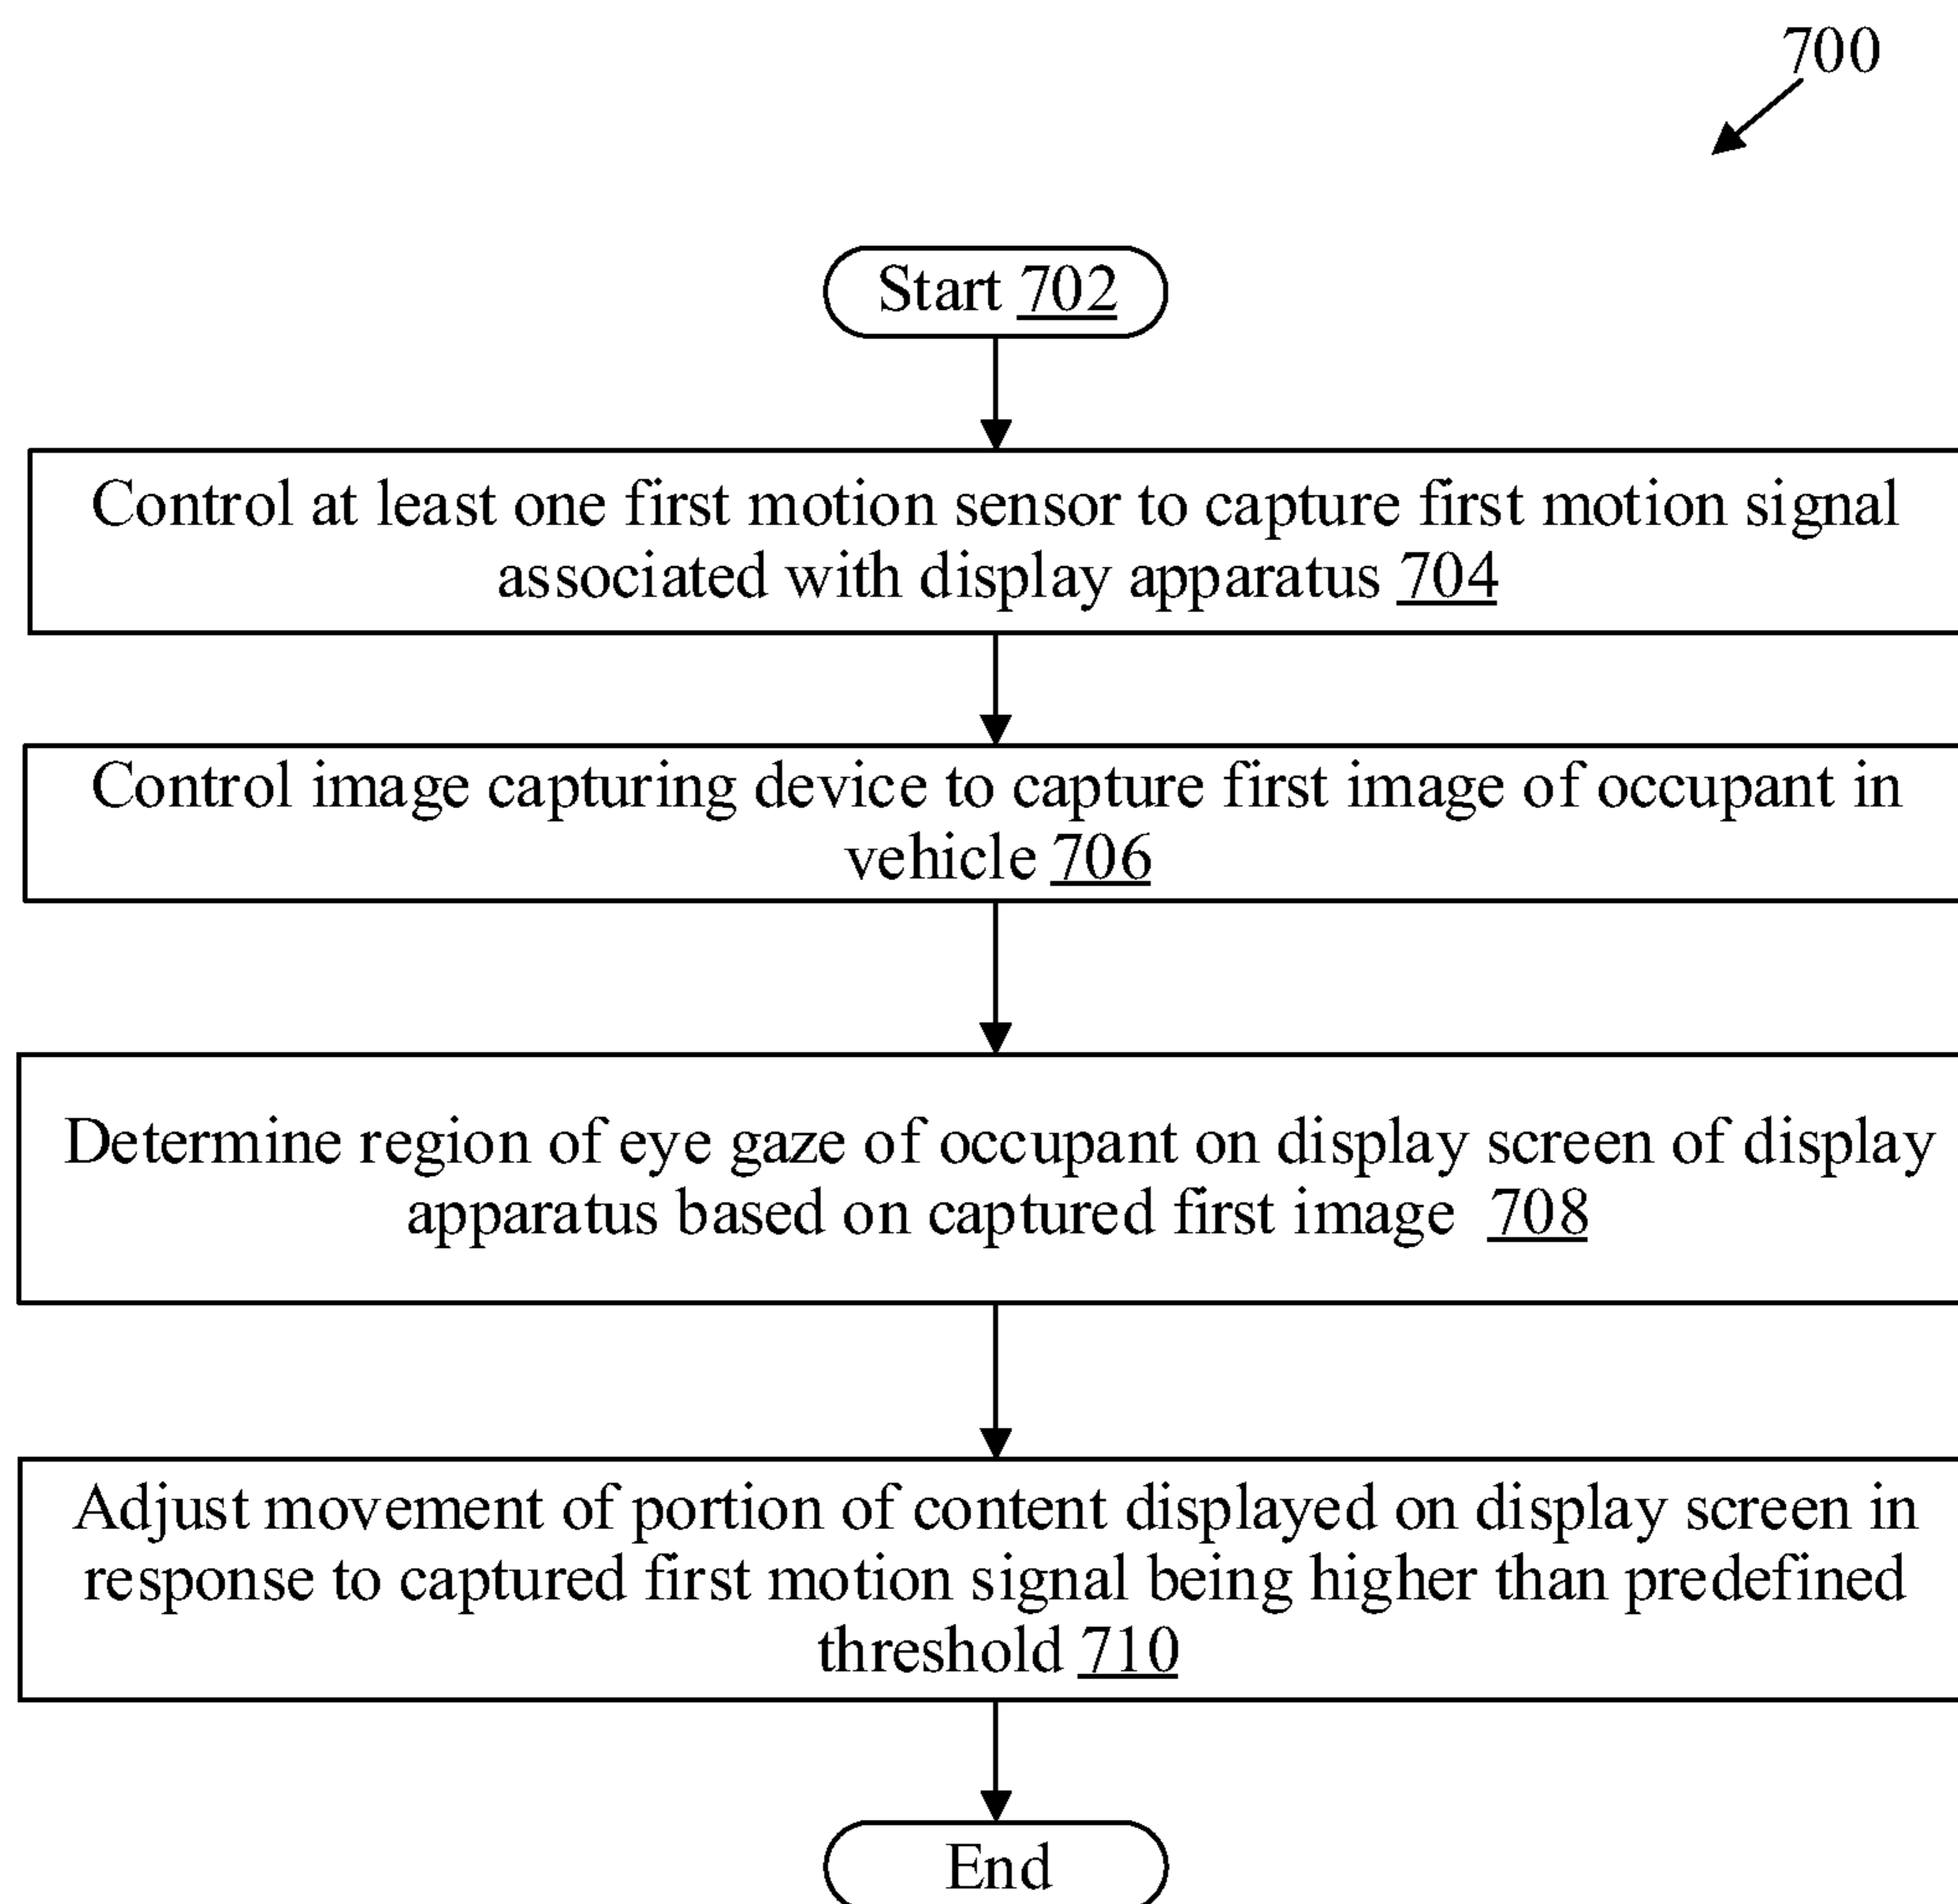 700
Start 702
Control at least one first motion sensor to capture first motion signal
associated with display apparatus 704
Control image capturing device to capture first image of occupant in
vehicle 706
Determine region of eye gaze of occupant on display screen of display
apparatus based on captured first image 708
Adjust movement of portion of content displayed on display screen in
response to captured first motion signal being higher than predefined
threshold 710
End